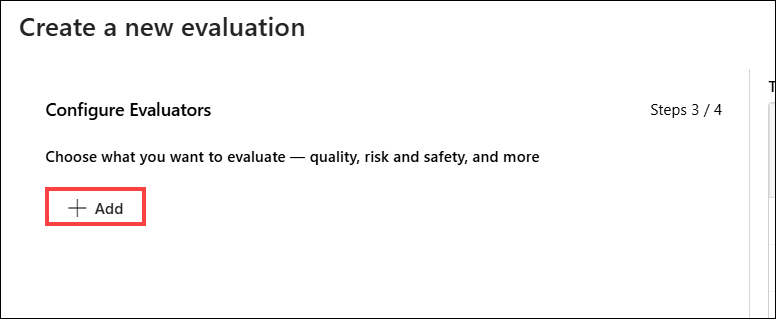 Create a new evaluation
Configure Evaluators
Steps 3 / 4
Choose what you want to evaluate — quality, risk and safety, and more
Add